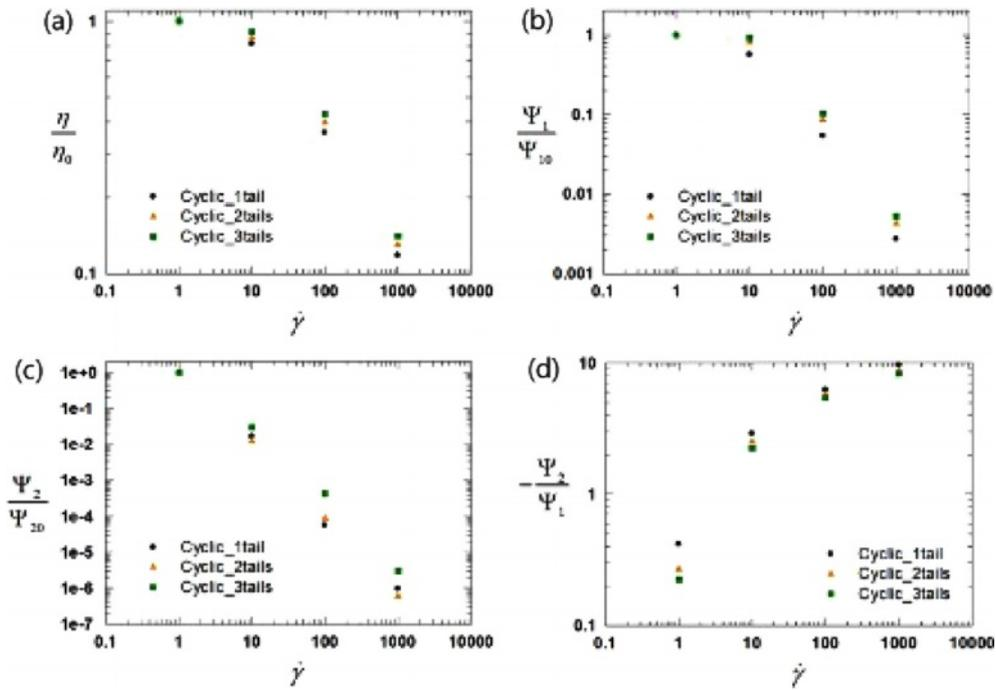 (a)
η/η₀
1
0.1
Cyclic_1tail
Cyclic_2tails
Cyclic_3tails
0.1 1 10 100 1000 10000
γ̇
(b)
Ψ₁/Ψ₁₀
1
0.1
0.01
0.001
Cyclic_1tail
Cyclic_2tails
Cyclic_3tails
0.1 1 10 100 1000 10000
γ̇
(c)
Ψ₂/Ψ₂₀
1e+0
1e-1
1e-2
1e-3
1e-4
1e-5
1e-6
1e-7
Cyclic_1tail
Cyclic_2tails
Cyclic_3tails
0.1 1 10 100 1000 10000
γ̇
(d)
-Ψ₂/Ψ₁
10
1
0.1
Cyclic_1tail
Cyclic_2tails
Cyclic_3tails
0.1 1 10 100 1000 10000
γ̇